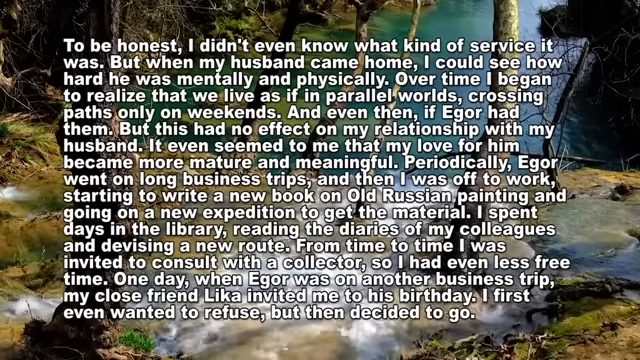 To be honest, I didn't even know what kind of service it
was. But when my husband came home, I could see how
hard he was mentally and physically. Over time I began
to realize that we live as if in parallel worlds, crossing
paths only on weekends. And even then, if Egor had
them. But this had no effect on my relationship with my
husband. It even seemed to me that my love for him
became more mature and meaningful. Periodically, Egor
went on long business trips, and then I was off to work,
starting to write a new book on Old Russian painting and
going on a new expedition to get the material. I spent
days in the library, reading the diaries of my colleagues
and devising a new route. From time to time I was
invited to consult with a collector, so I had even less free
time. One day, when Egor was on another business trip,
my close friend Lika invited me to his birthday. I first
even wanted to refuse, but then decided to go.